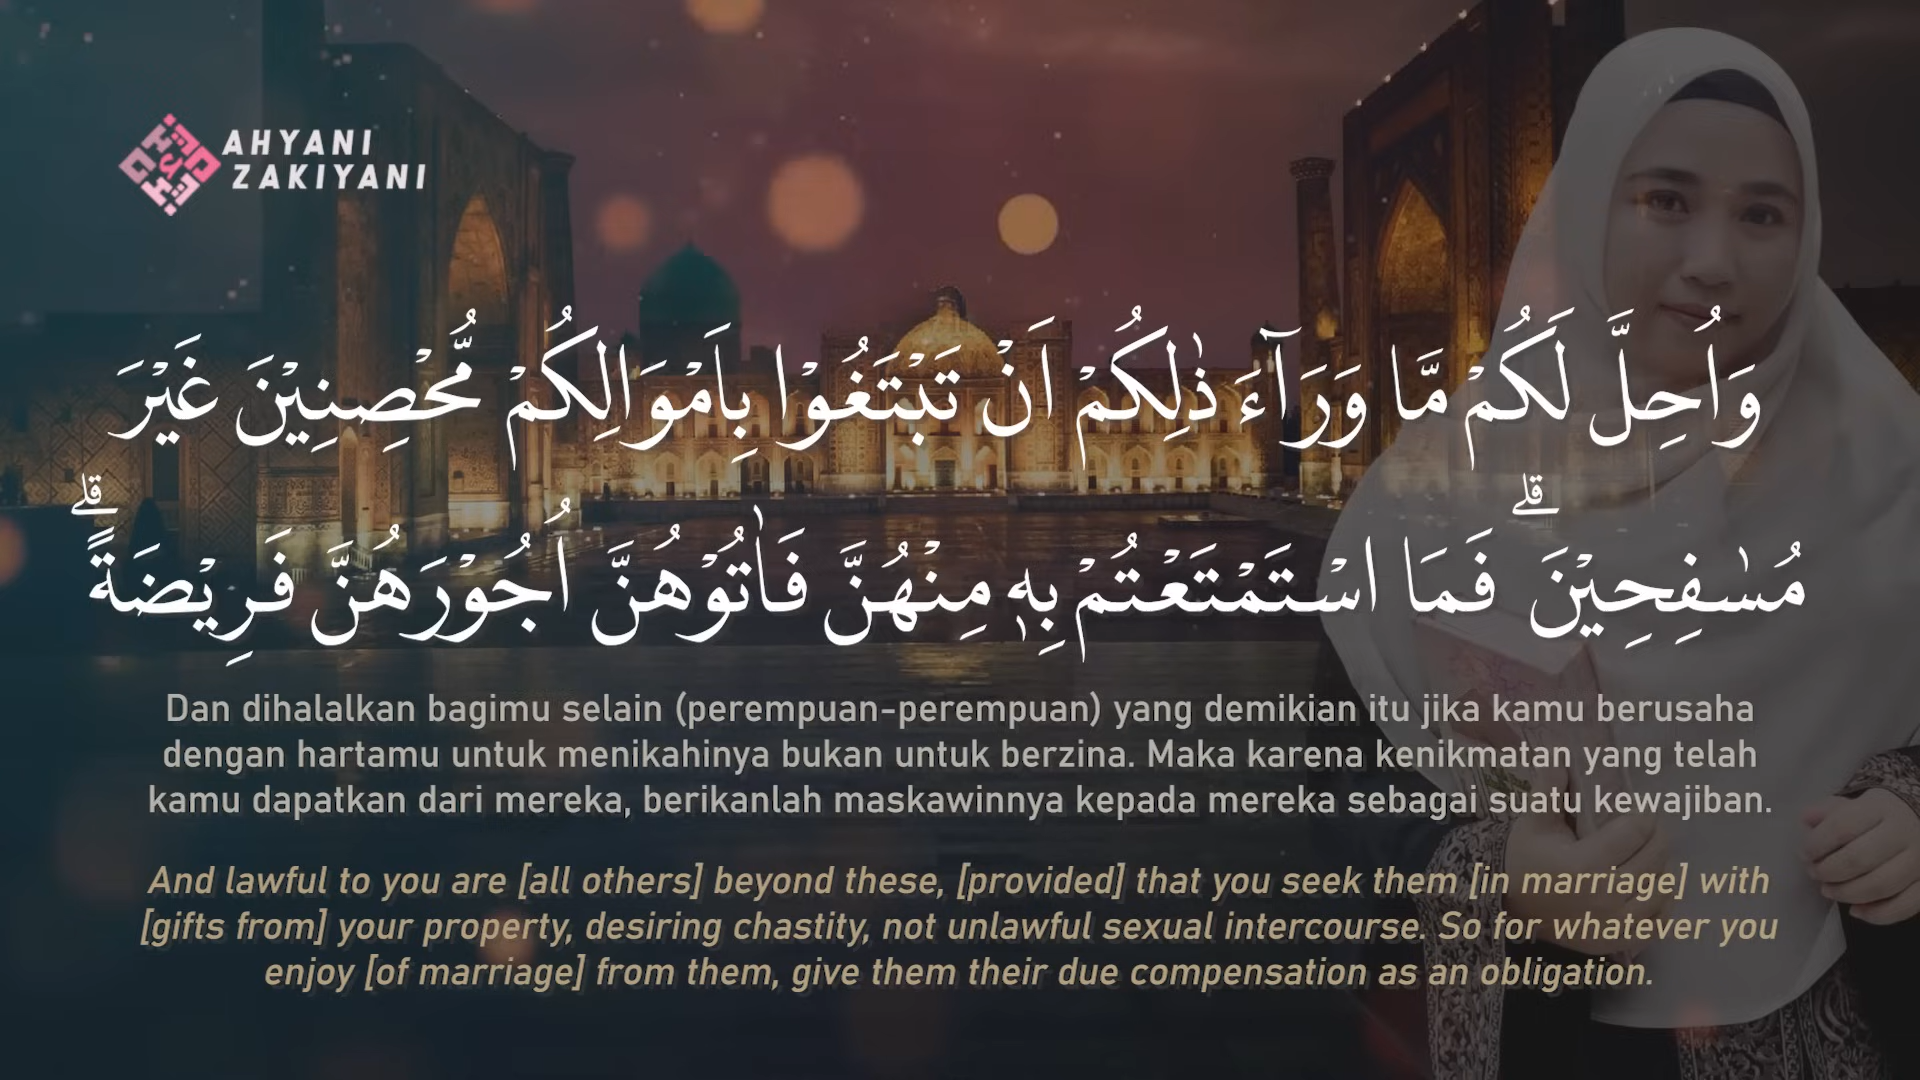 AHYANI
ZAKIYANI
وَاُحِلَّ لَكُمْ مَّا وَرَاۤءَ ذٰلِكُمْ اَنْ تَبْتَغُوْا بِاَمْوَالِكُمْ مُّحْصِنِيْنَ غَيْرَ
مُسٰفِحِيْنَ ۗ فَمَا اسْتَمْتَعْتُمْ بِهٖ مِنْهُنَّ فَاٰتُوْهُنَّ اُجُوْرَهُنَّ فَرِيْضَةً ۗ
Dan dihalalkan bagimu selain (perempuan-perempuan) yang demikian itu jika kamu berusaha
dengan hartamu untuk menikahinya bukan untuk berzina. Maka karena kenikmatan yang telah
kamu dapatkan dari mereka, berikanlah maskawinnya kepada mereka sebagai suatu kewajiban.
And lawful to you are [all others] beyond these, [provided] that you seek them [in marriage] with
[gifts from] your property, desiring chastity, not unlawful sexual intercourse. So for whatever you
enjoy [of marriage] from them, give them their due compensation as an obligation.